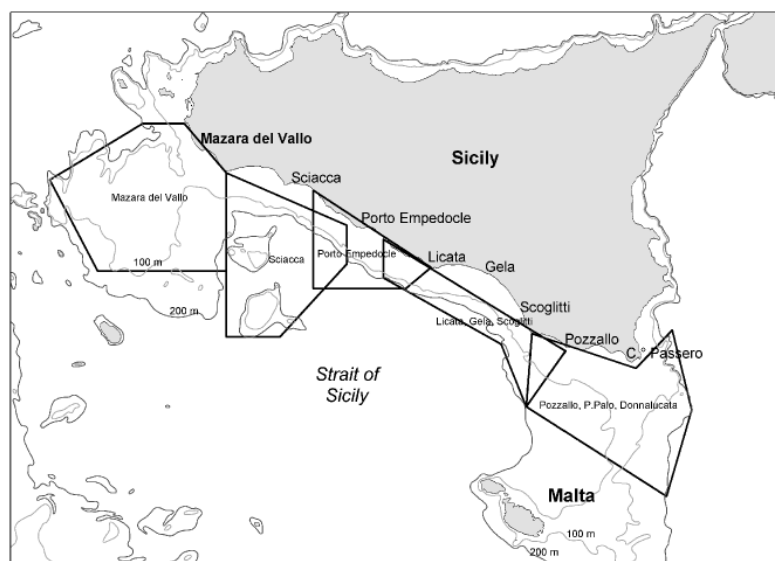 Mazara del Vallo
Sicily
Sciacca
Mazara del Vallo
Porto Empedocle
Sciacca
Porto Empedocle
Licata
100 m
Gela
200 m
Scoglitti
Licata, Gela, Scoglitti
Pozzallo
C. Passero
Strait of
Sicily
Pozzallo, P.Palo, Donnalucata
Malta
100 m
200 m